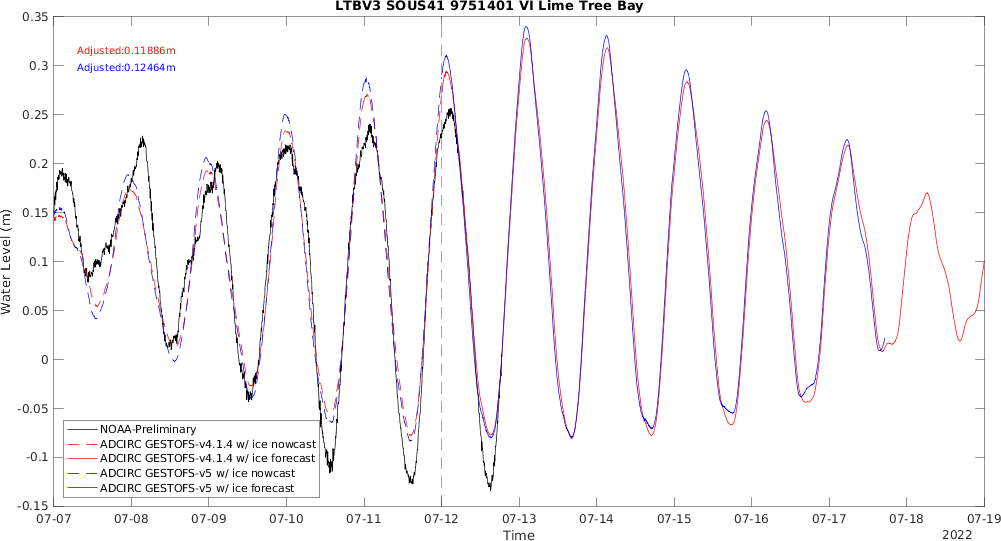 LTBV3 SOUS41 9751401 VI Lime Tree Bay
Adjusted:0.11886m
Adjusted:0.12464m
Water Level (m)
0.35
0.3
0.25
0.2
0.15
0.1
0.05
0
-0.05
-0.1
-0.15
NOAA-Preliminary
ADCIRC GESTOFS-v4.1.4 w/ ice nowcast
ADCIRC GESTOFS-v4.1.4 w/ ice forecast
ADCIRC GESTOFS-v5 w/ ice nowcast
ADCIRC GESTOFS-v5 w/ ice forecast
07-07 07-08 07-09 07-10 07-11 07-12 07-13 07-14 07-15 07-16 07-17 07-18 07-19
Time
2022